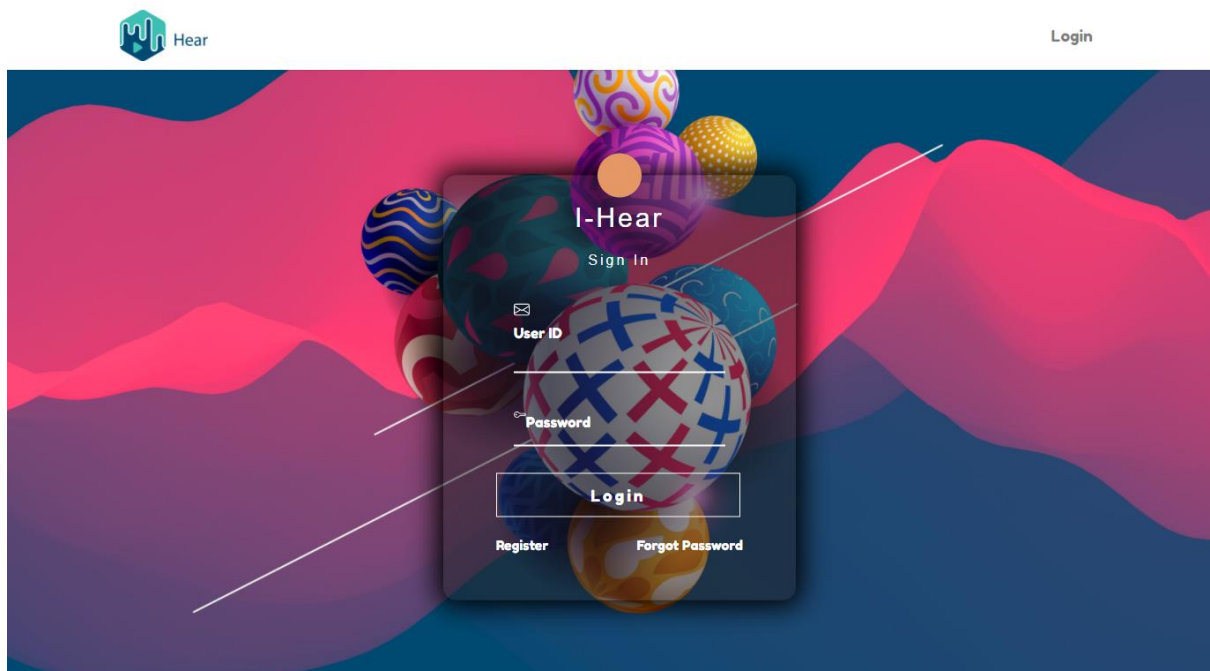 Hear
Login
I-Hear
Sign In
User ID
Password
Login
Register Forgot Password